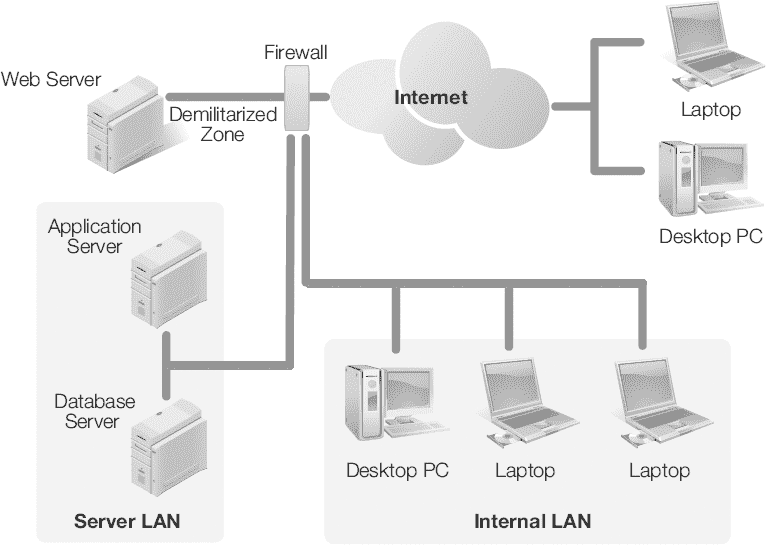 Firewall
Web Server
Demilitarized
Zone
Internet
Laptop
Desktop PC
Application
Server
Database
Server
Server LAN
Desktop PC
Laptop
Laptop
Internal LAN